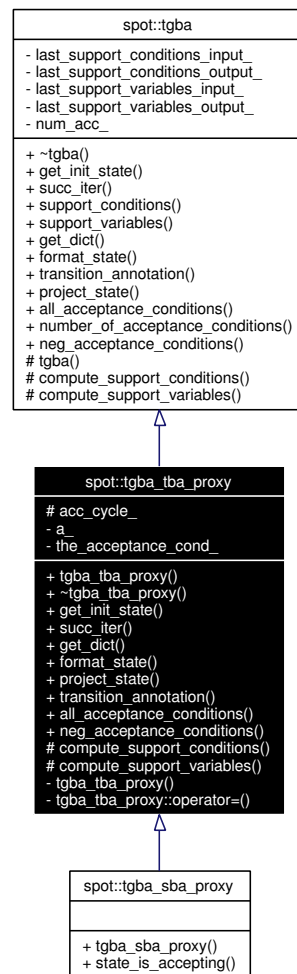 spot::tgba
- last_support_conditions_input_
- last_support_conditions_output_
- last_support_variables_input_
- last_support_variables_output_
- num_acc_
+ ~tgba()
+ get_init_state()
+ succ_iter()
+ support_conditions()
+ support_variables()
+ get_dict()
+ format_state()
+ transition_annotation()
+ project_state()
+ all_acceptance_conditions()
+ number_of_acceptance_conditions()
+ neg_acceptance_conditions()
# tgba()
# compute_support_conditions()
# compute_support_variables()
spot::tgba_tba_proxy
# acc_cycle_
- a_
- the_acceptance_cond_
+ tgba_tba_proxy()
+ ~tgba_tba_proxy()
+ get_init_state()
+ succ_iter()
+ get_dict()
+ format_state()
+ project_state()
+ transition_annotation()
+ all_acceptance_conditions()
+ neg_acceptance_conditions()
# compute_support_conditions()
# compute_support_variables()
- tgba_tba_proxy()
- tgba_tba_proxy::operator=()
spot::tgba_sba_proxy
+ tgba_sba_proxy()
+ state_is_accepting()